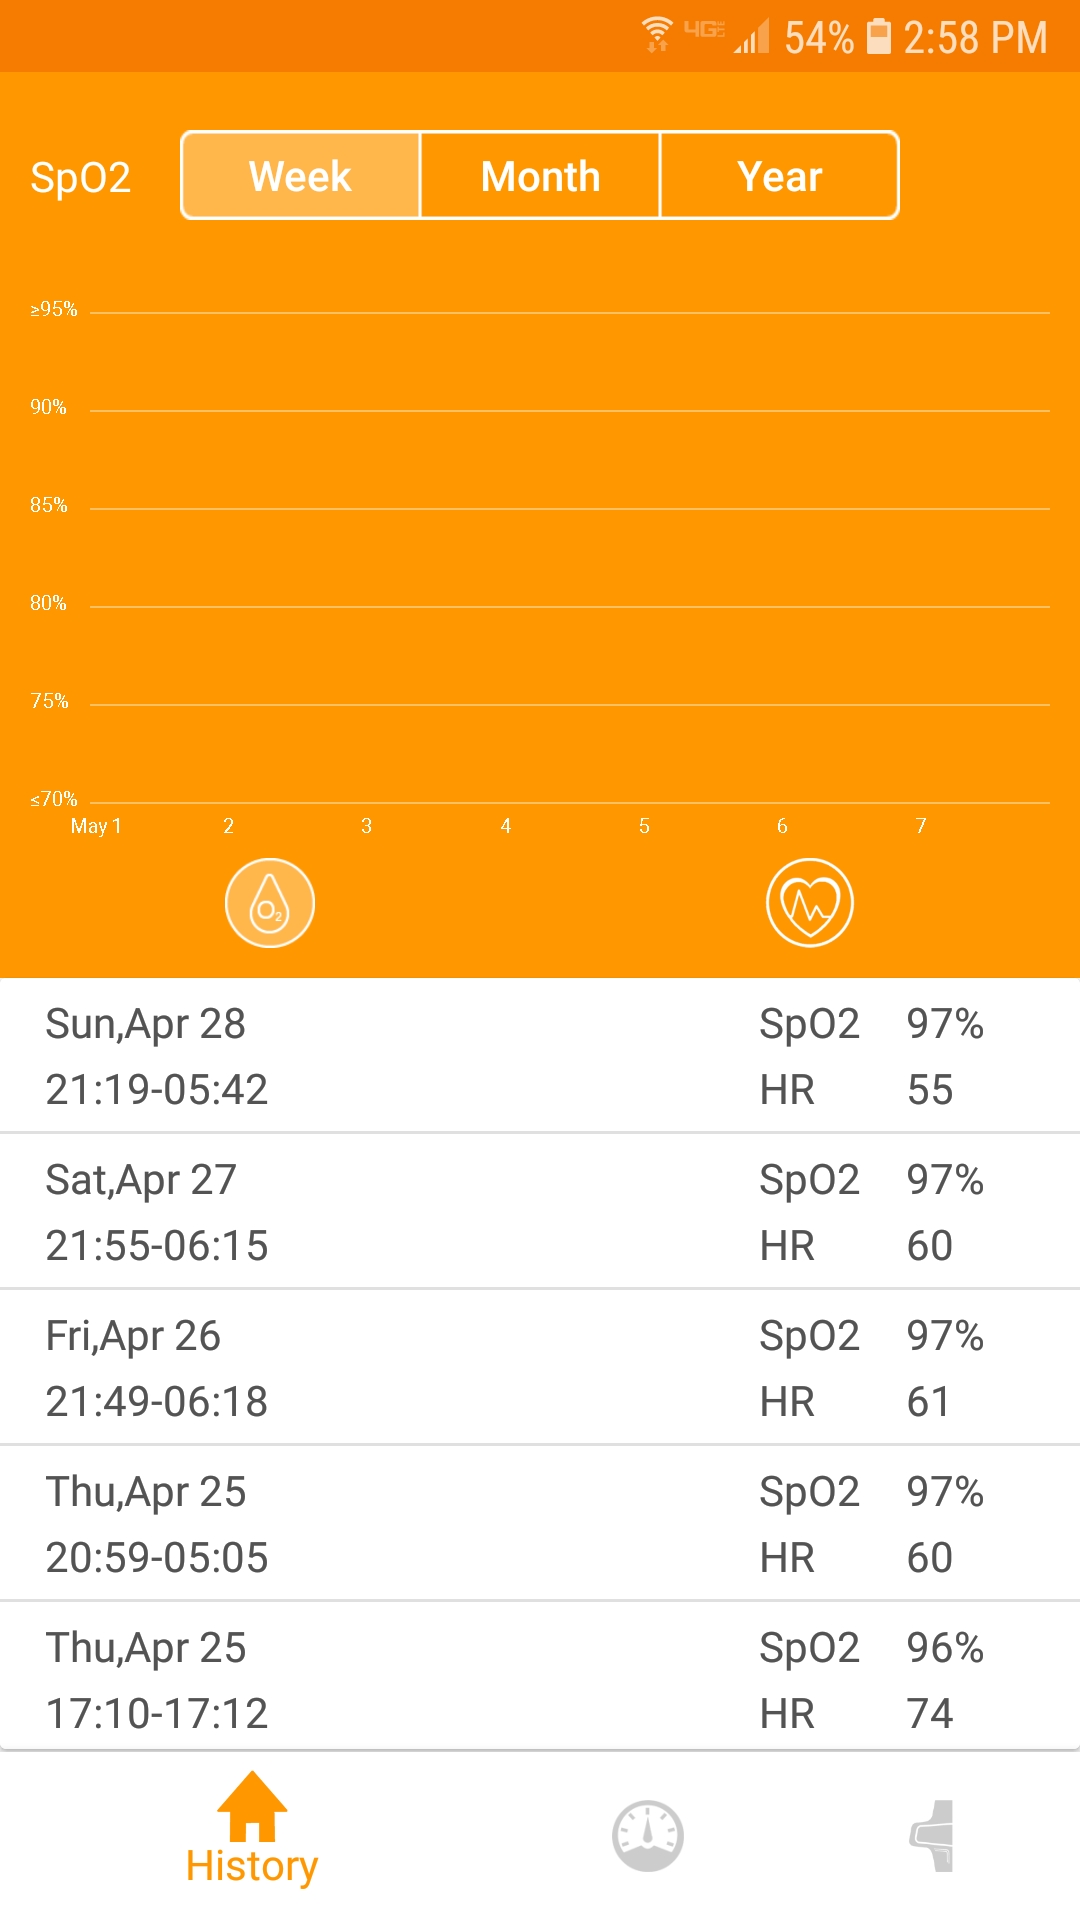 4G LTE 54% 2:58 PM
SpO2 Week Month Year
≥95%
90%
85%
80%
75%
≤70%
May 1 2 3 4 5 6 7
O2
Sun,Apr 28 SpO2 97%
21:19-05:42 HR 55
Sat,Apr 27 SpO2 97%
21:55-06:15 HR 60
Fri,Apr 26 SpO2 97%
21:49-06:18 HR 61
Thu,Apr 25 SpO2 97%
20:59-05:05 HR 60
Thu,Apr 25 SpO2 96%
17:10-17:12 HR 74
History